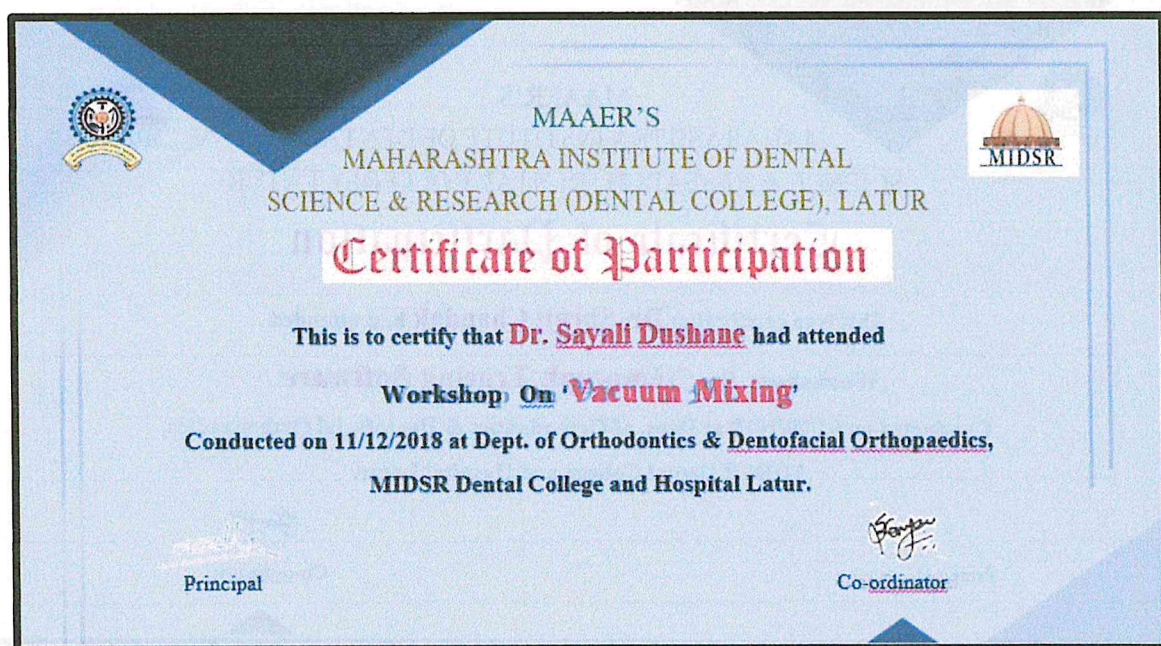 MAAER'S
MAHARASHTRA INSTITUTE OF DENTAL
SCIENCE & RESEARCH (DENTAL COLLEGE), LATUR
MIDSR
Certificate of Participation
This is to certify that Dr. Sayali Dushane had attended
Workshop On 'Vacuum Mixing'
Conducted on 11/12/2018 at Dept. of Orthodontics & Dentofacial Orthopaedics,
MIDSR Dental College and Hospital Latur.
Principal
Co-ordinator